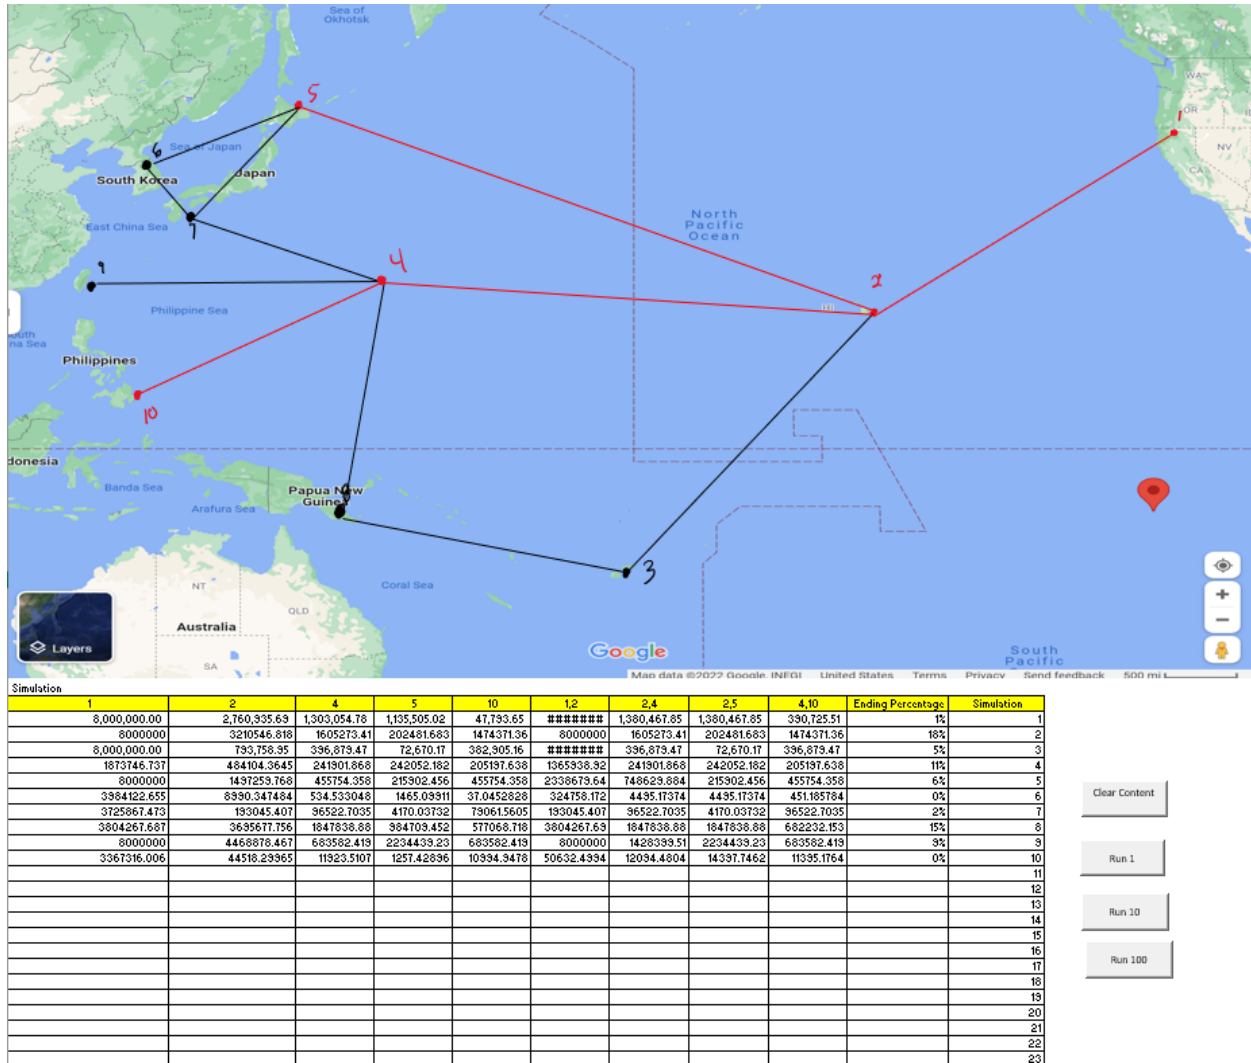 Sea of
Okhotsk
WA
OR
NV
CA
5
1
6
Sea of Japan
South Korea
Japan
North
Pacific
Ocean
East China Sea
7
4
9
2
HI
Philippine Sea
Philippines
10
donesia
Banda Sea
Papua New
Guinea
8
Arafura Sea
3
Coral Sea
NT
QLD
Australia
SA
Layers
Google
South
Pacific
Map data ©2022 Google, INEGI United States Terms Privacy Send feedback 500 mi
Simulation
1 2 4 5 10 1,2 2,4 2,5 4,10 Ending Percentage Simulation
8,000,000.00 2,760,935.69 1,303,054.78 1,135,505.02 47,793.65 ####### 1,380,467.85 1,380,467.85 390,725.51 1% 1
8000000 3210546.818 1605273.41 202481.683 1474371.36 8000000 1605273.41 202481.683 1474371.36 18% 2
8,000,000.00 793,758.95 396,879.47 72,670.17 382,905.16 ####### 396,879.47 72,670.17 396,879.47 5% 3
1873746.737 484104.3645 241901.868 242052.182 205197.638 1365938.92 241901.868 242052.182 205197.638 11% 4
8000000 1497259.768 455754.358 215902.456 455754.358 2338679.64 748629.884 215902.456 455754.358 6% 5
3984122.655 8990.347484 534.533048 1465.09911 37.0452828 324758.172 4495.17374 4495.17374 451.185784 0% 6
3725867.473 193045.407 96522.7035 4170.03732 79061.5605 193045.407 96522.7035 4170.03732 96522.7035 2% 7
3804267.687 3695677.756 1847838.88 984709.452 577068.718 3804267.69 1847838.88 1847838.88 682232.153 15% 8
8000000 4468878.467 683582.419 2234439.23 683582.419 8000000 1428399.51 2234439.23 683582.419 9% 9
3367316.006 44518.29965 11923.5107 1257.42896 10994.9478 50632.4994 12094.4804 14397.7462 11395.1764 0% 10
11
12
13
14
15
16
17
18
19
20
21
22
23
Clear Content
Run 1
Run 10
Run 100